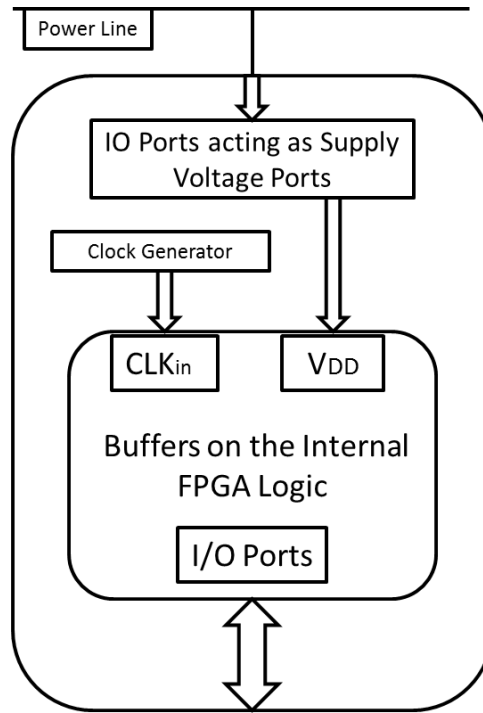 Power Line
IO Ports acting as Supply
Voltage Ports
Clock Generator
CLKin
VDD
Buffers on the Internal
FPGA Logic
I/O Ports